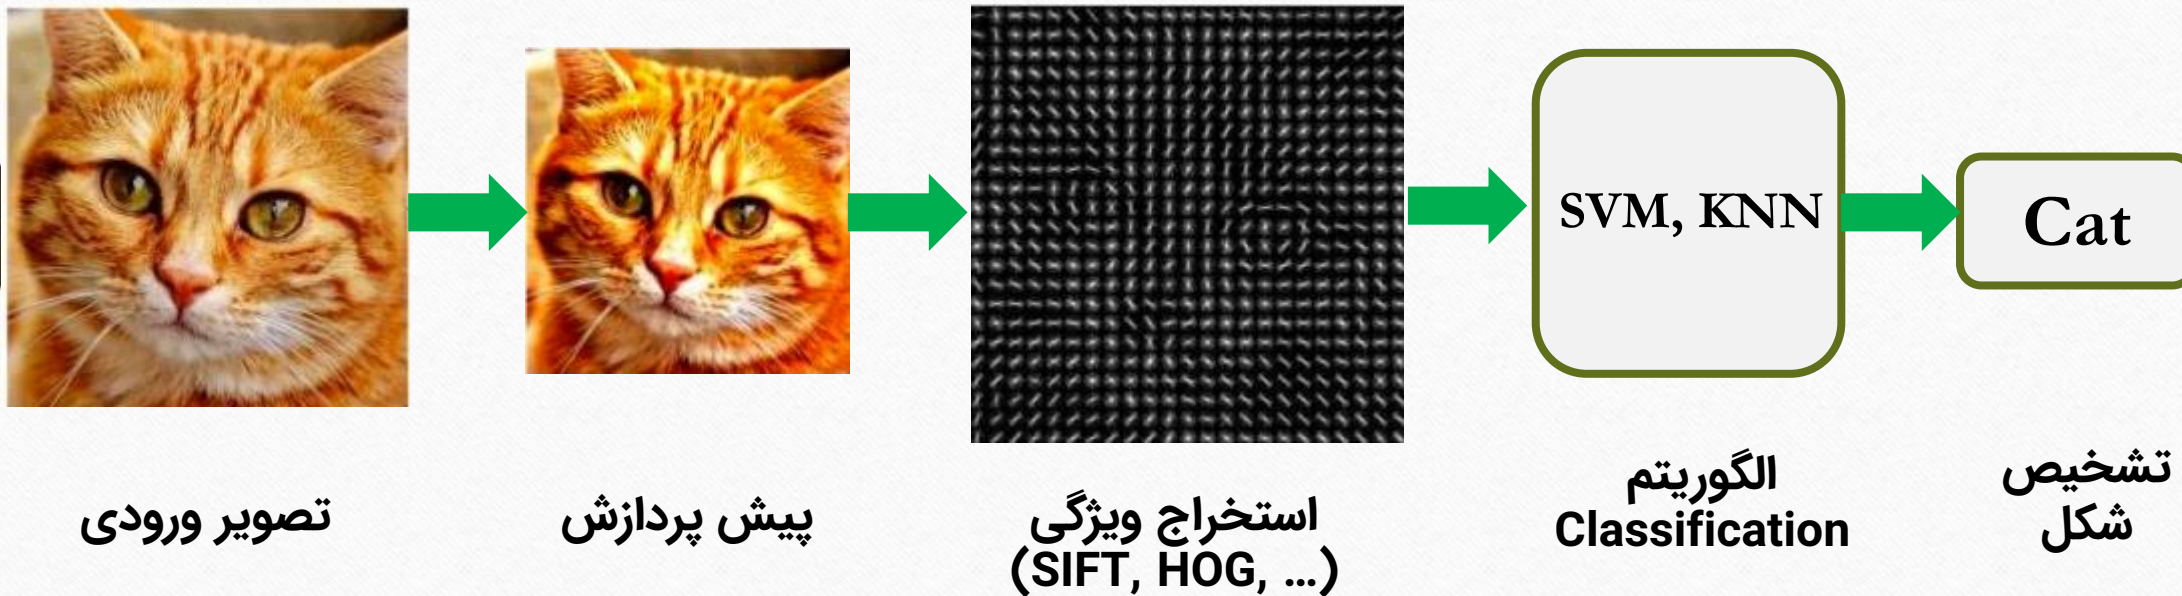 SVM, KNN
Cat
تصویر ورودی
پیش پردازش
استخراج ویژگی
(SIFT, HOG, ...)
الگوریتم
Classification
تشخیص
شکل